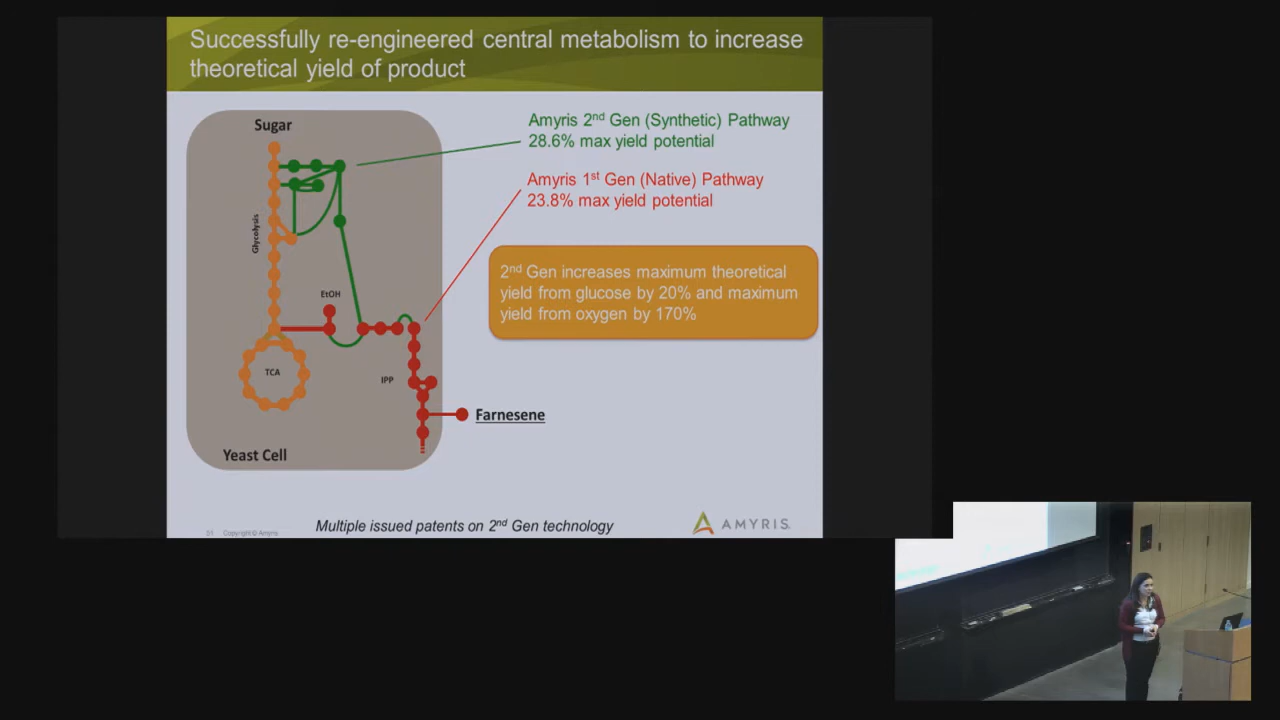 Successfully re-engineered central metabolism to increase
theoretical yield of product
Sugar
Amyris 2nd Gen (Synthetic) Pathway
28.6% max yield potential
Amyris 1st Gen (Native) Pathway
23.8% max yield potential
Glycolysis
2nd Gen increases maximum theoretical
yield from glucose by 20% and maximum
yield from oxygen by 170%
EtOH
TCA
IPP
Farnesene
Yeast Cell
Multiple issued patents on 2nd Gen technology
51 Copyright © Amyris
AMYRIS